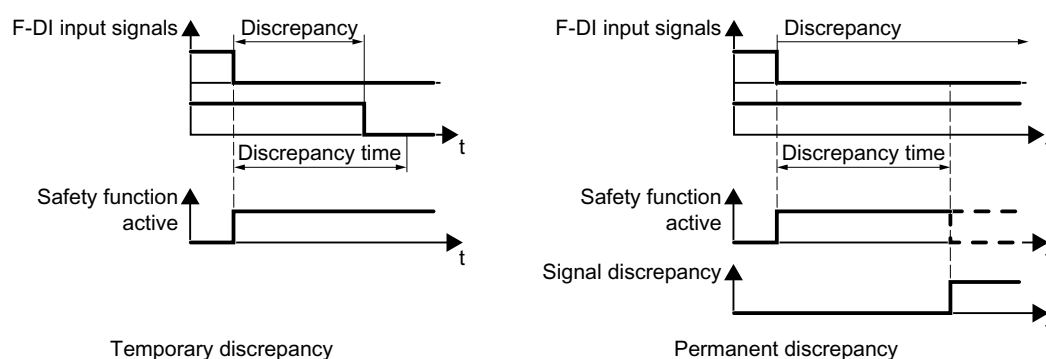 F-DI input signals
Discrepancy
t
Discrepancy time
Safety function
active
t
Temporary discrepancy
F-DI input signals
Discrepancy
Discrepancy time
Safety function
active
Signal discrepancy
Permanent discrepancy